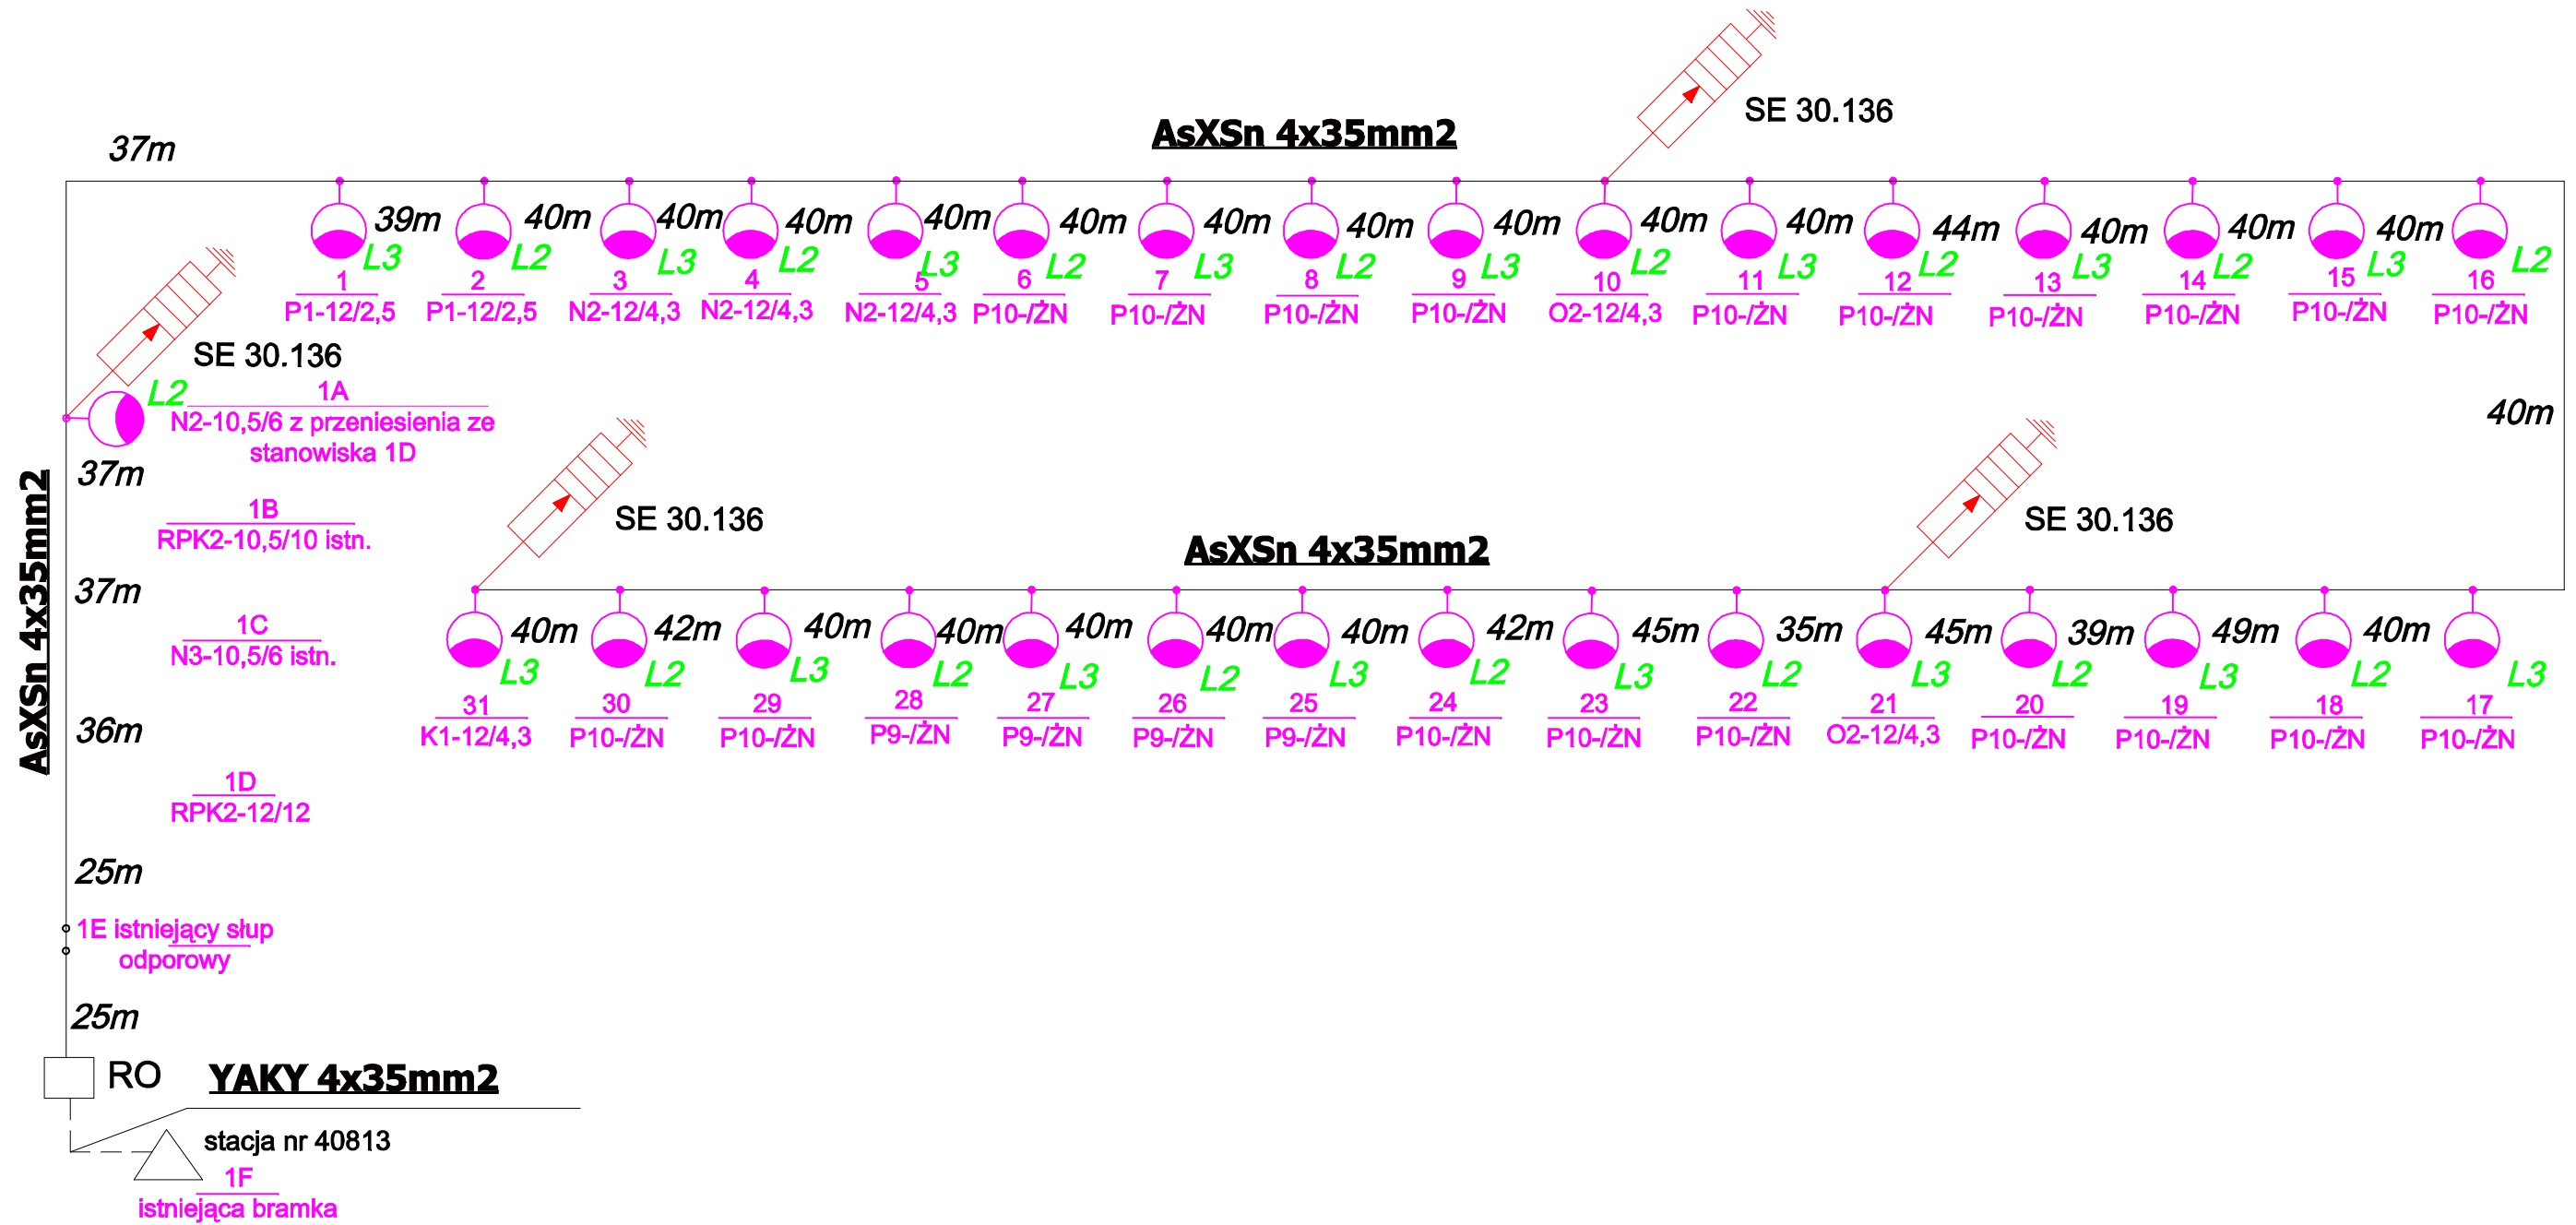 SE 30.136
AsXSn 4x35mm2
37m
39m
40m
40m
40m
40m
40m
40m
40m
40m
40m
40m
44m
40m
40m
40m
L3
L2
L3
L2
L3
L2
L3
L2
L3
L2
L3
L2
L3
L2
L3
L2
1
2
3
4
5
6
7
8
9
10
11
12
13
14
15
16
P1-12/2,5
P1-12/2,5
N2-12/4,3
N2-12/4,3
N2-12/4,3
P10-/ŻN
P10-/ŻN
P10-/ŻN
P10-/ŻN
O2-12/4,3
P10-/ŻN
P10-/ŻN
P10-/ŻN
P10-/ŻN
P10-/ŻN
P10-/ŻN
SE 30.136
L2
1A
N2-10,5/6 z przeniesienia ze
stanowiska 1D
40m
37m
1B
RPK2-10,5/10 istn.
37m
1C
N3-10,5/6 istn.
36m
1D
RPK2-12/12
AsXSn 4x35mm2
SE 30.136
AsXSn 4x35mm2
SE 30.136
40m
42m
40m
40m
40m
40m
40m
42m
45m
35m
45m
39m
49m
40m
L3
L2
L3
L2
L3
L2
L3
L2
L3
L2
L3
L2
L3
L2
L3
31
30
29
28
27
26
25
24
23
22
21
20
19
18
17
K1-12/4,3
P10-/ŻN
P10-/ŻN
P9-/ŻN
P9-/ŻN
P9-/ŻN
P9-/ŻN
P10-/ŻN
P10-/ŻN
P10-/ŻN
O2-12/4,3
P10-/ŻN
P10-/ŻN
P10-/ŻN
P10-/ŻN
25m
1E istniejący słup
odporowy
25m
RO
YAKY 4x35mm2
stacja nr 40813
1F
istniejąca bramka